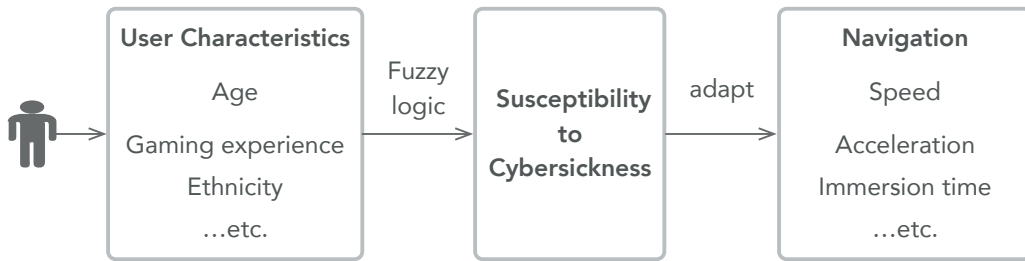 User Characteristics
Age
Gaming experience
Ethnicity
…etc.
Fuzzy
logic
Susceptibility
to
Cybersickness
adapt
Navigation
Speed
Acceleration
Immersion time
…etc.